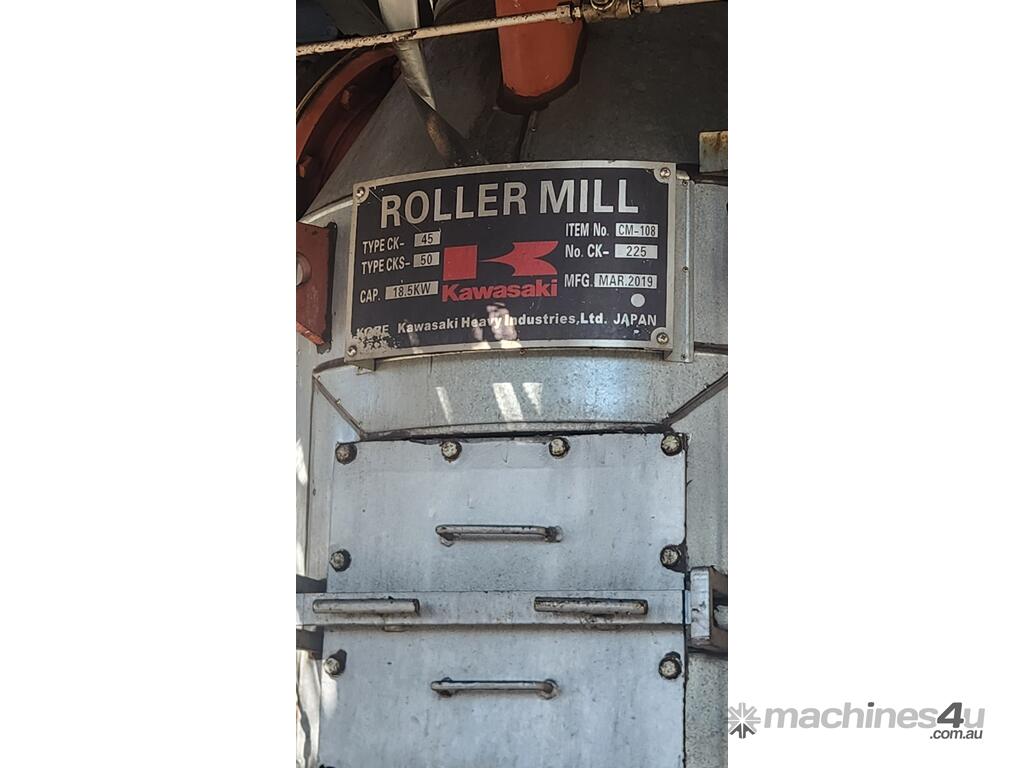 ROLLER MILL
TYPE CK- 45
TYPE CKS- 50
CAP. 18.5KW
Kawasaki
ITEM No. CM-108
No. CK- 225
MFG. MAR.2019
KOBE Kawasaki Heavy Industries,Ltd. JAPAN
machines4u
.com.au